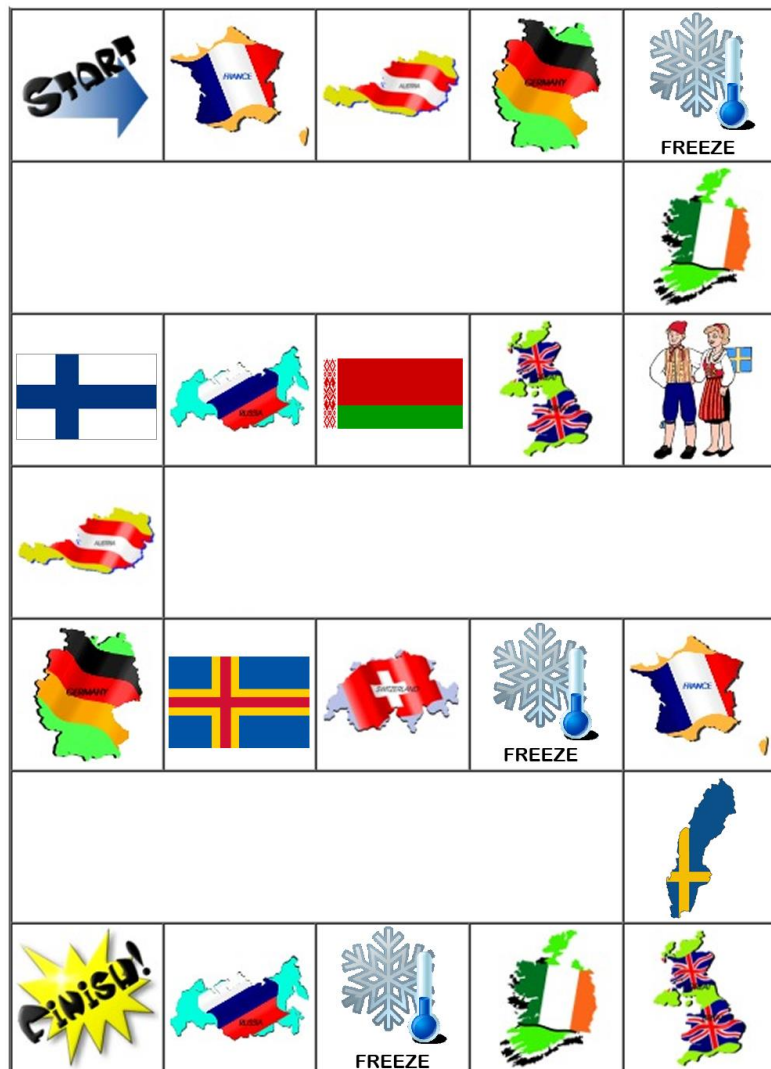 START
FRANCE
AUSTRIA
GERMANY
FREEZE
RUSSIA
AUSTRIA
GERMANY
SWITZERLAND
FREEZE
FRANCE
FINISH!
RUSSIA
FREEZE